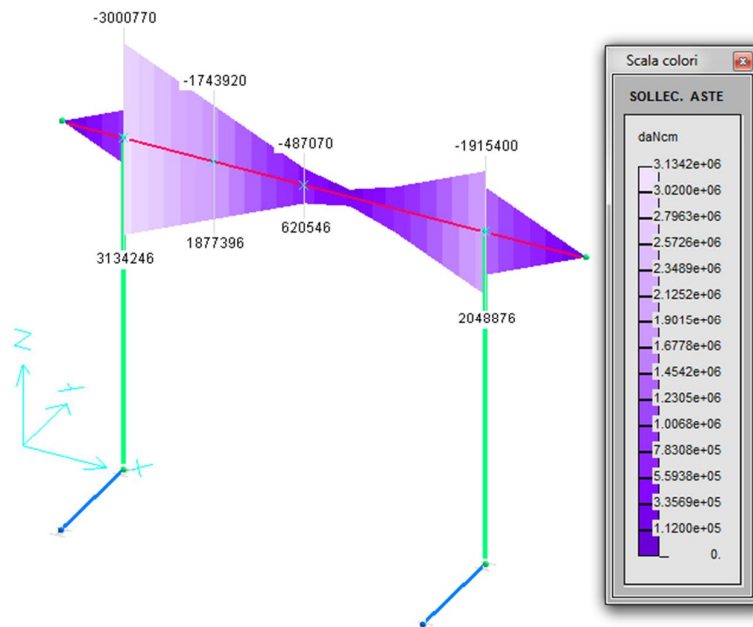 -3000770
-1743920
-487070
-1915400
620546
1877396
3134246
2048876
Z
Y
X
Scala colori
SOLLEC. ASTE
daNcm
3.1342e+06
3.0200e+06
2.7963e+06
2.5726e+06
2.3489e+06
2.1252e+06
1.9015e+06
1.6778e+06
1.4542e+06
1.2305e+06
1.0068e+06
7.8308e+05
5.5938e+05
3.3569e+05
1.1200e+05
0.